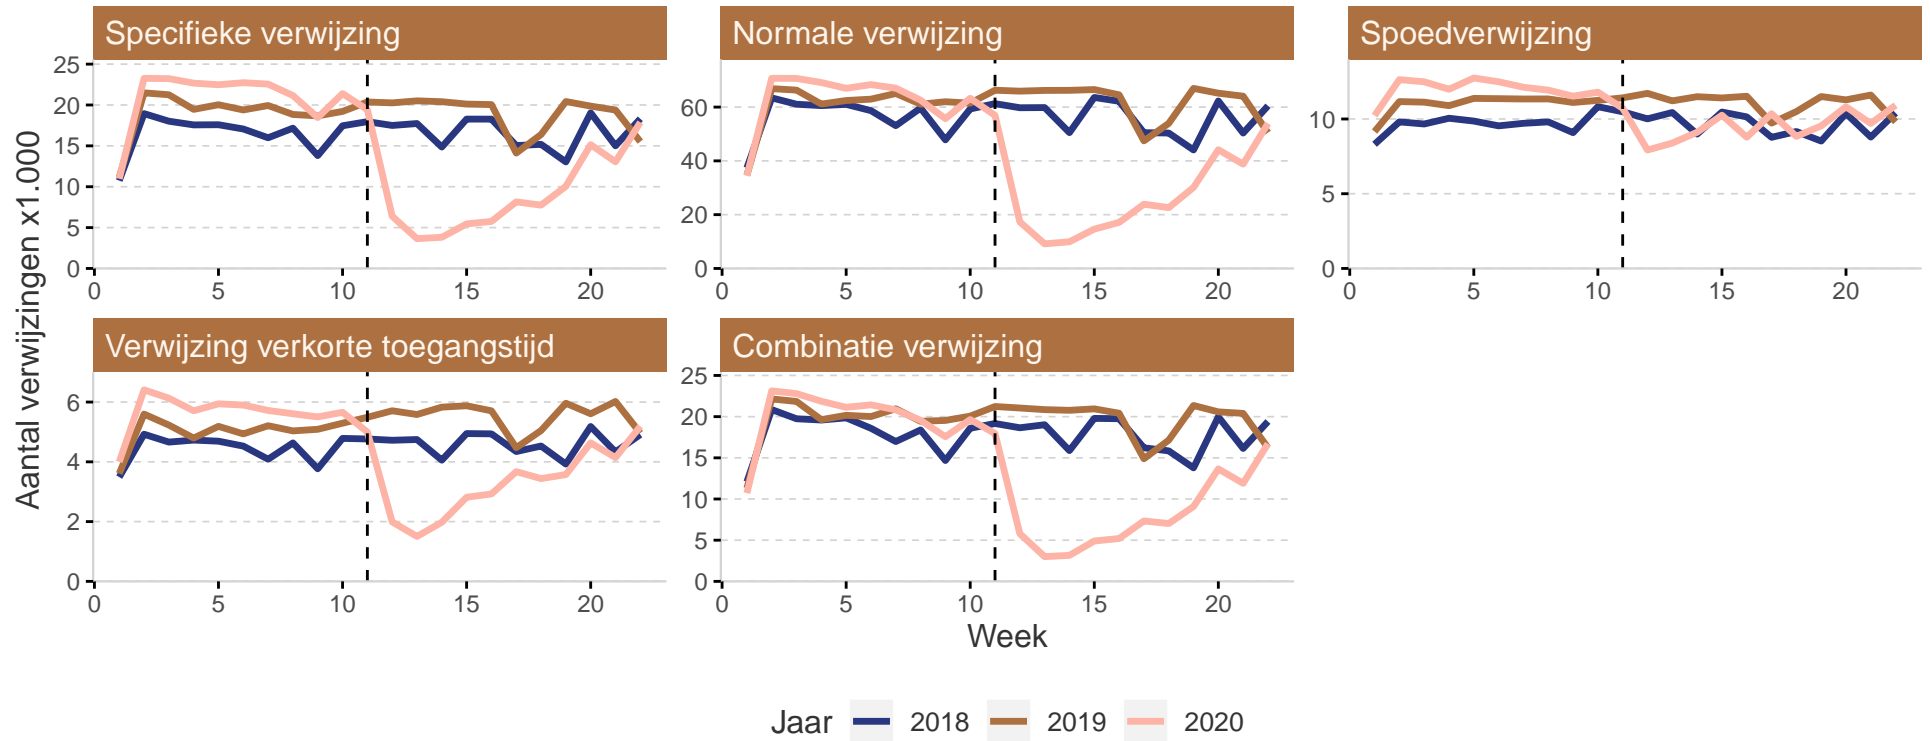 Specifieke verwijzing
Normale verwijzing
Spoedverwijzing
Aantal verwijzingen x1.000
25
20
15
10
5
0
0 5 10 15 20
60
40
20
0
0 5 10 15 20
10
5
0
0 5 10 15 20
Verwijzing verkorte toegangstijd
Combinatie verwijzing
6
4
2
0
0 5 10 15 20
25
20
15
10
5
0
0 5 10 15 20
Week
Jaar 2018 2019 2020